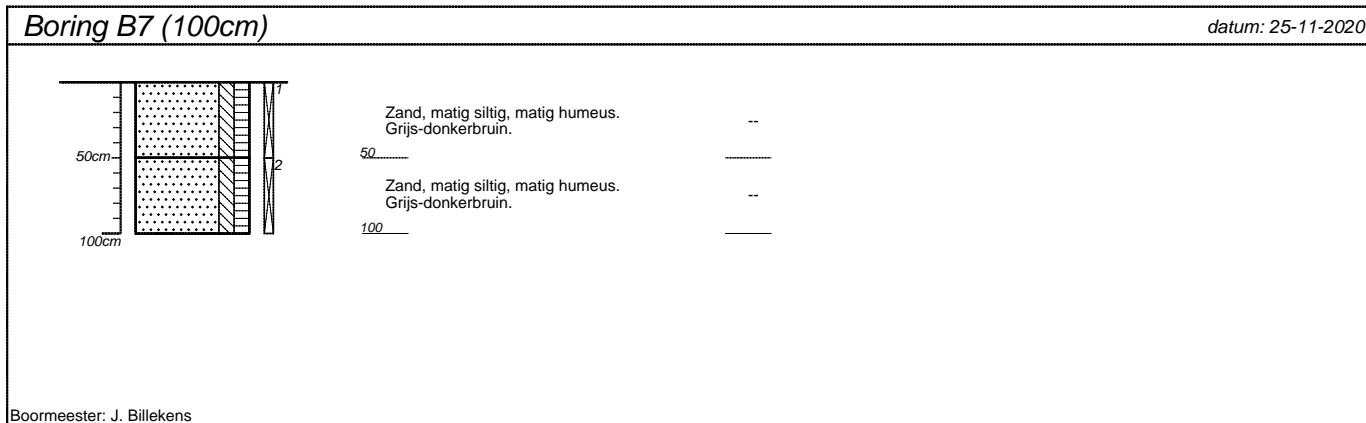 Boring B7 (100cm)
datum: 25-11-2020
1
Zand, matig siltig, matig humeus.
Grijs-donkerbruin.
--
50cm
50
2
Zand, matig siltig, matig humeus.
Grijs-donkerbruin.
--
100cm
100
Boormeester: J. Billekens